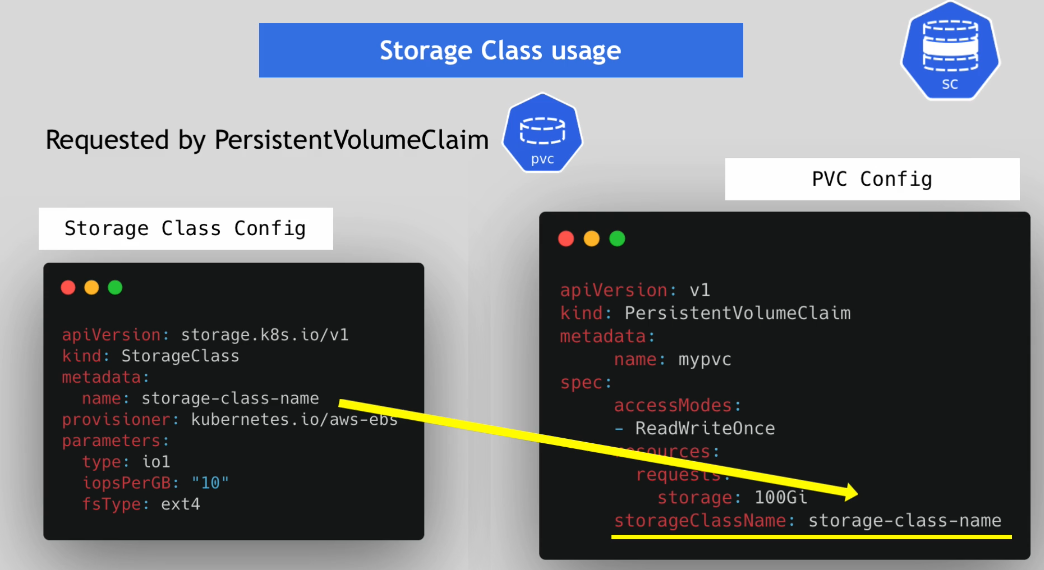 Storage Class usage
sc
Requested by PersistentVolumeClaim
pvc
Storage Class Config
apiVersion: storage.k8s.io/v1
kind: StorageClass
metadata:
  name: storage-class-name
provisioner: kubernetes.io/aws-ebs
parameters:
  type: io1
  iopsPerGB: "10"
  fsType: ext4
PVC Config
apiVersion: v1
kind: PersistentVolumeClaim
metadata:
     name: mypvc
spec:
     accessModes:
     - ReadWriteOnce
     resources:
       requests:
         storage: 100Gi
     storageClassName: storage-class-name